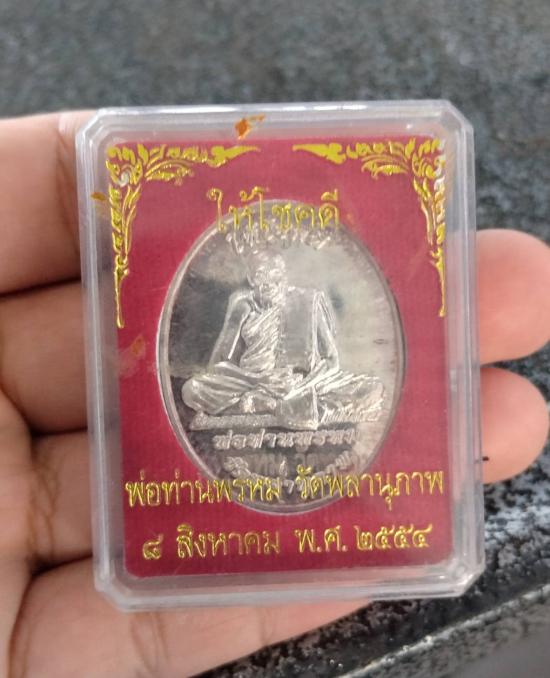 ให้โชคดี
พ่อท่านพรหม
พ่อท่านพรหม วัดพลานุภาพ
๘ สิงหาคม พ.ศ. ๒๕๕๔